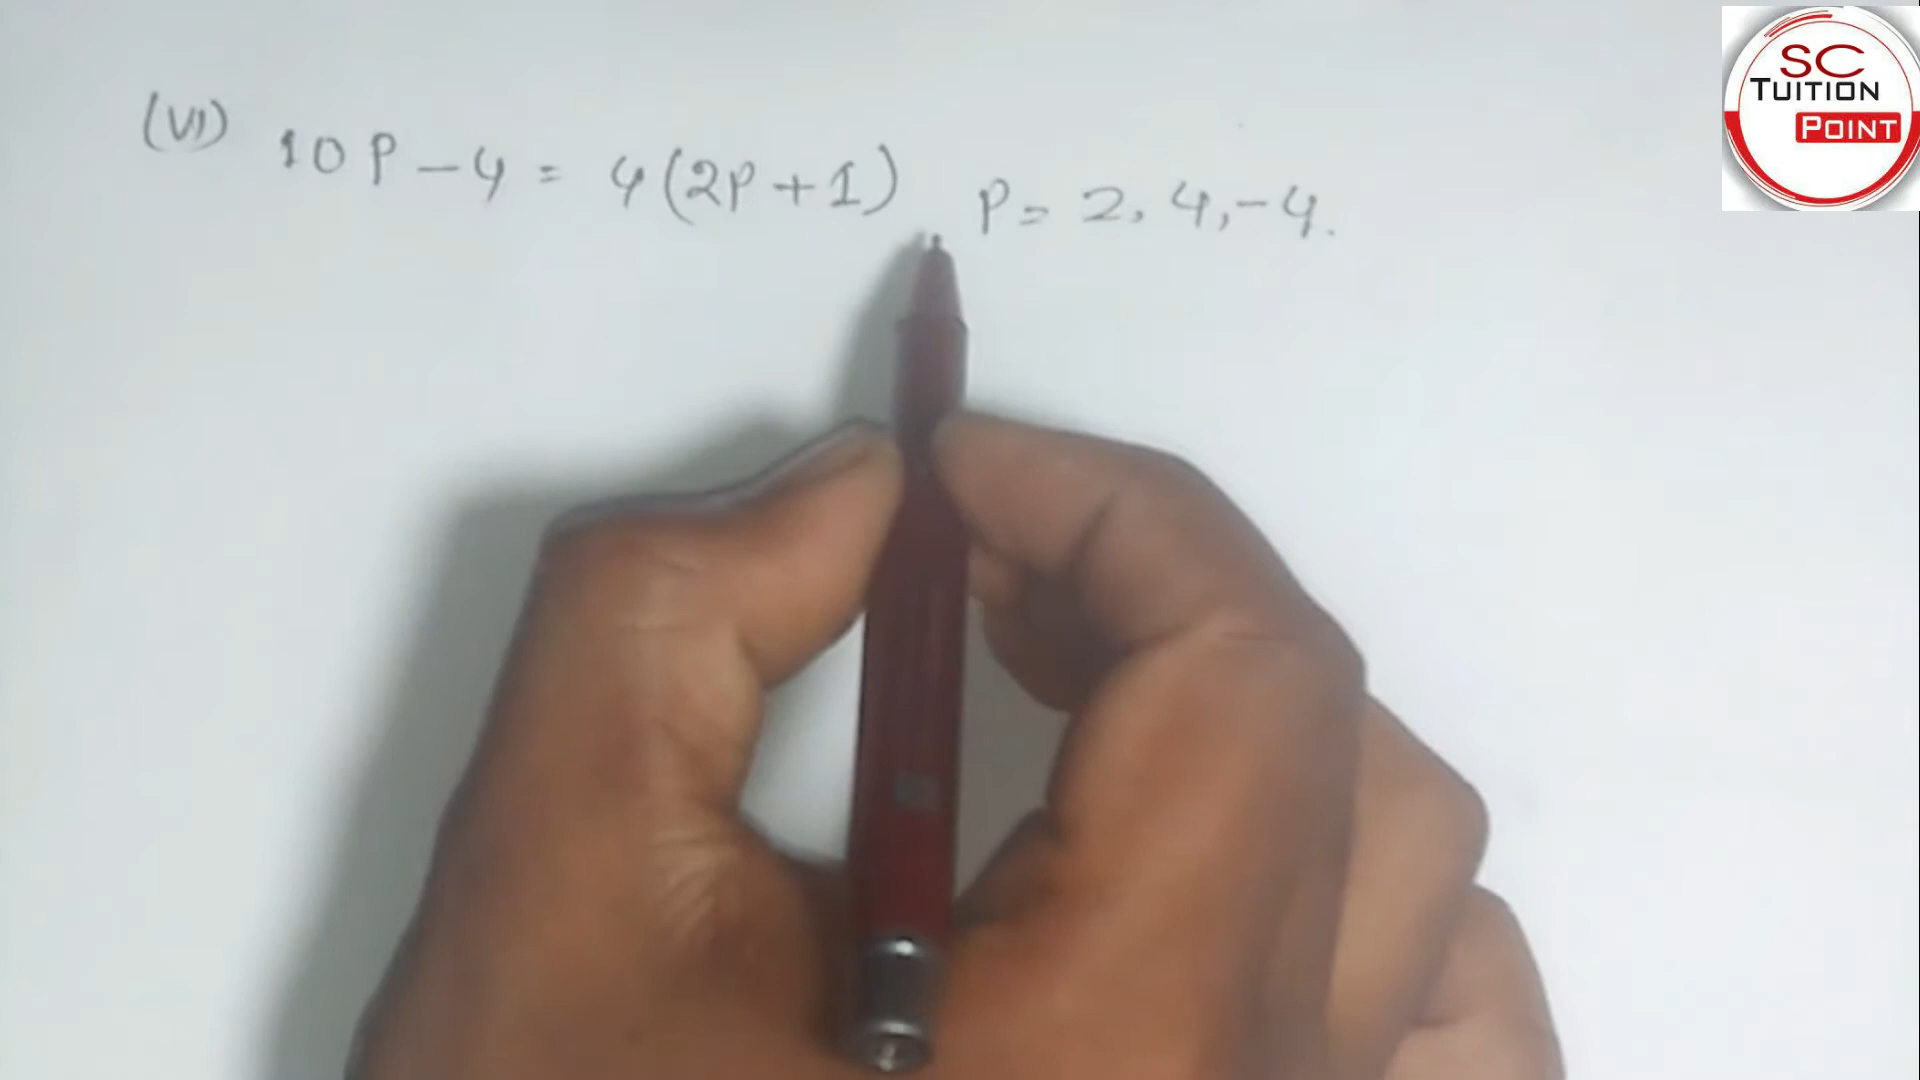 (VI) 10P - 4 = 4(2P + 1) P = 2, 4, -4.
SC
TUITION
POINT